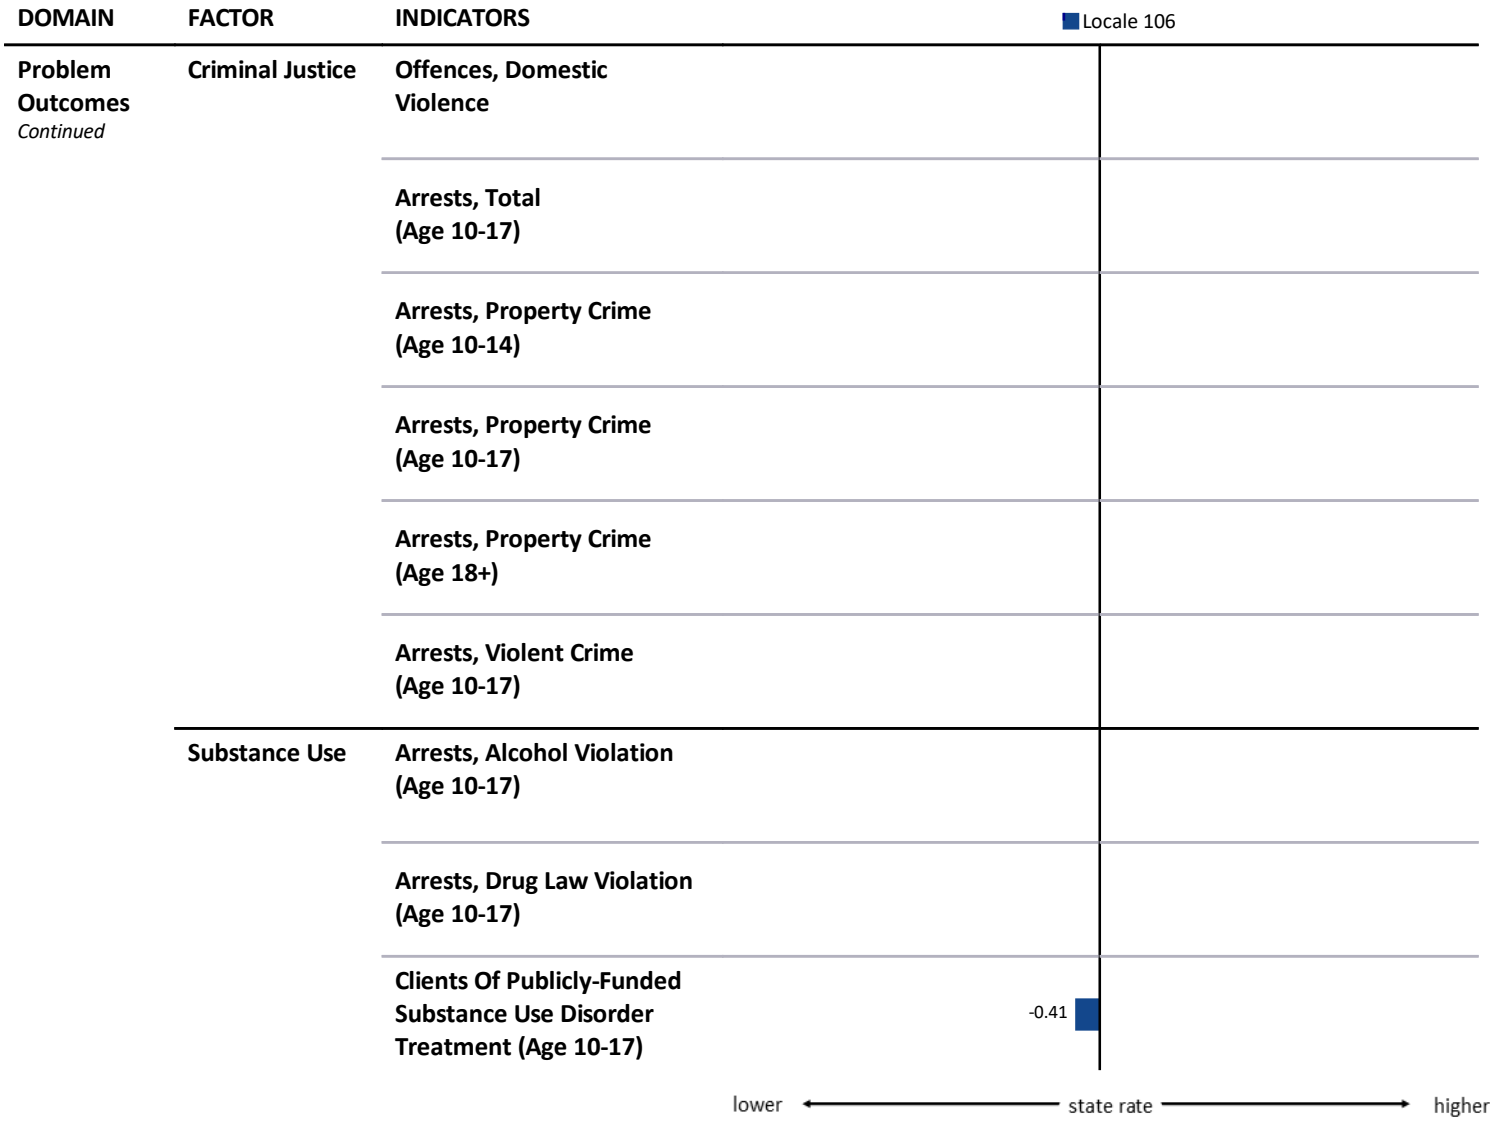 DOMAIN FACTOR INDICATORS Locale 106
Problem Outcomes Continued Criminal Justice
Offences, Domestic
Violence
Arrests, Total
(Age 10-17)
Arrests, Property Crime
(Age 10-14)
Arrests, Property Crime
(Age 10-17)
Arrests, Property Crime
(Age 18+)
Arrests, Violent Crime
(Age 10-17)
Substance Use
Arrests, Alcohol Violation
(Age 10-17)
Arrests, Drug Law Violation
(Age 10-17)
Clients Of Publicly-Funded
Substance Use Disorder
Treatment (Age 10-17)
-0.41
lower state rate higher